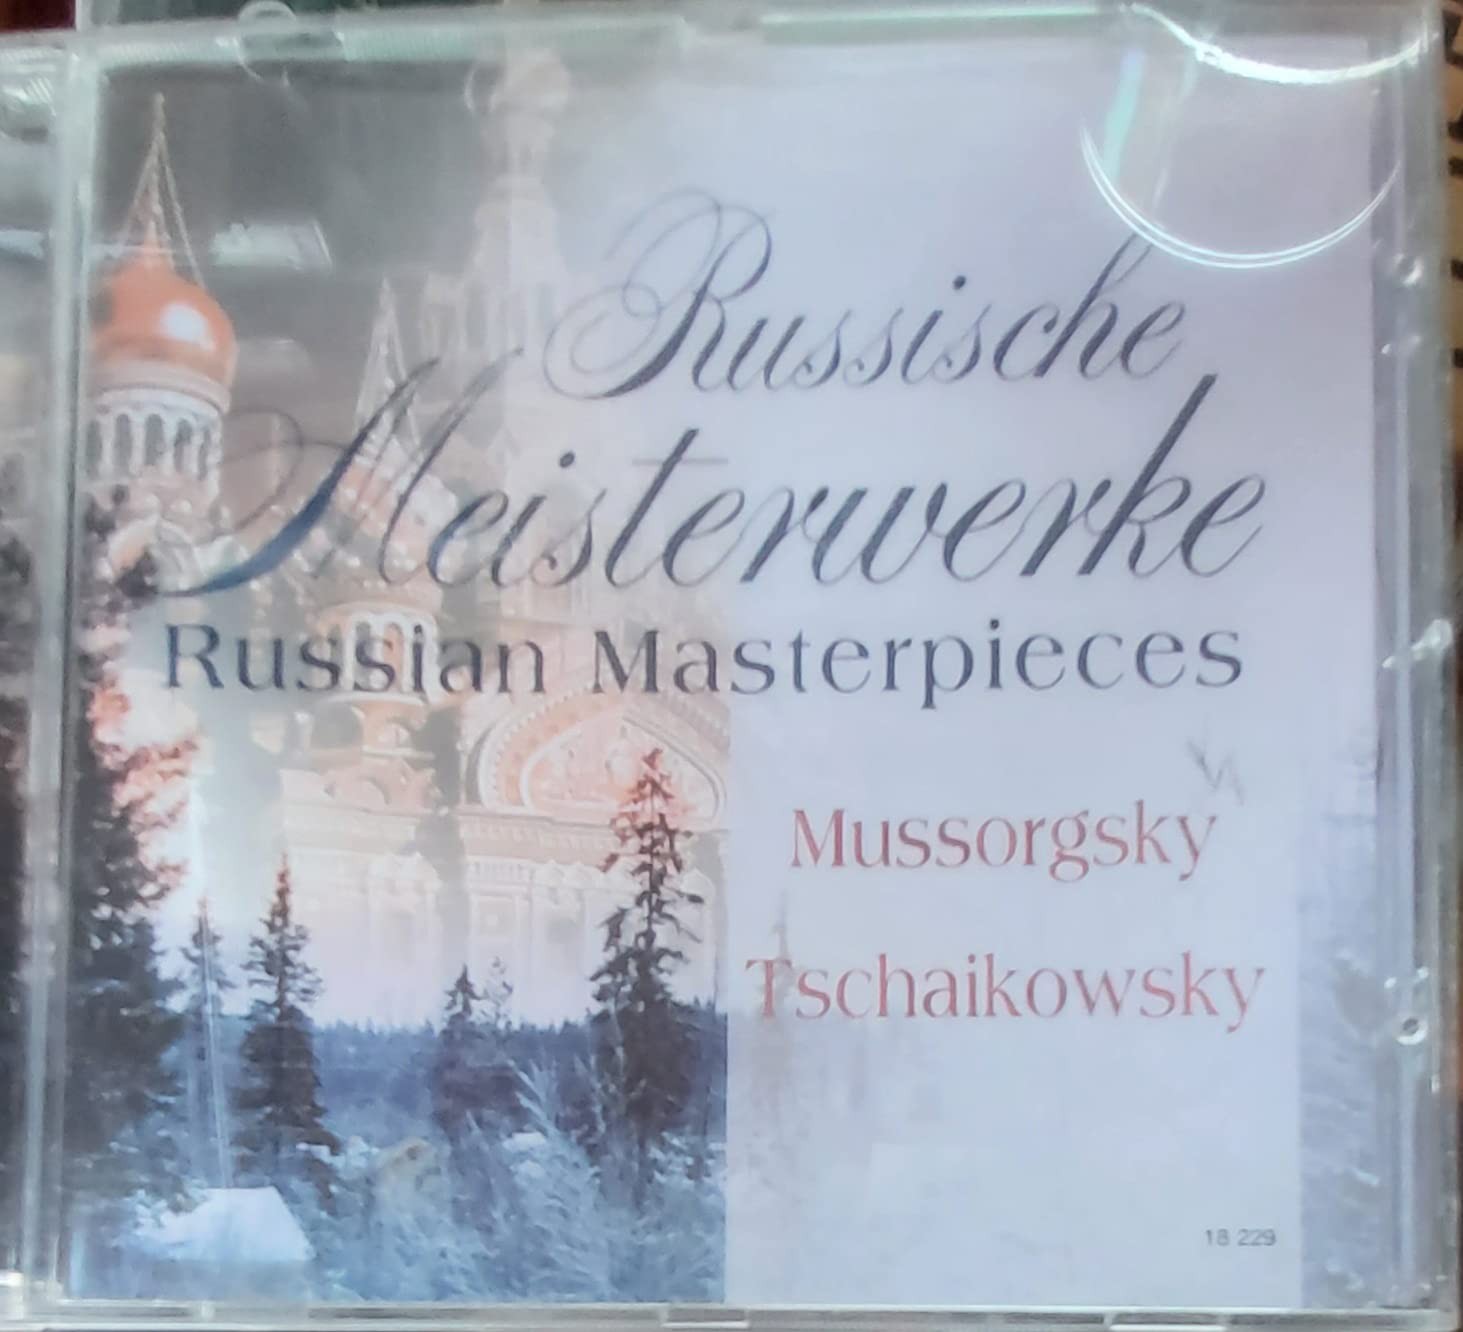 Russische
Meisterwerke
Russian Masterpieces
Mussorgsky
Tschaikowsky
18 229